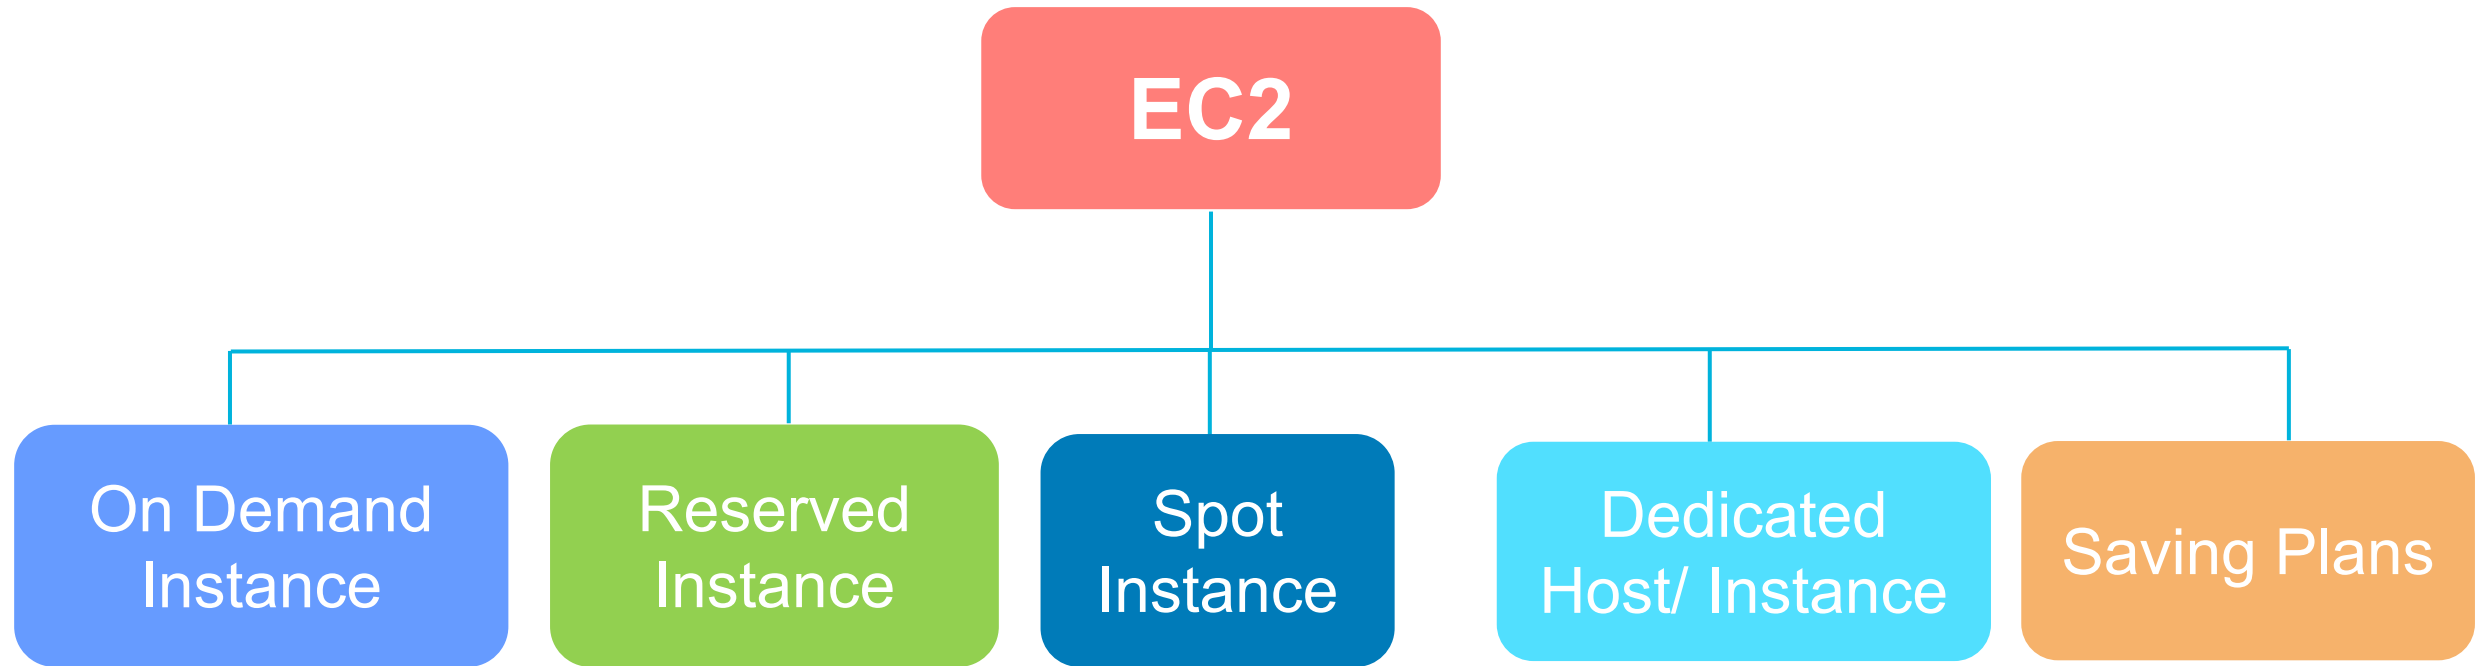 EC2
On Demand
Instance
Reserved
Instance
Spot
Instance
Dedicated
Host/ Instance
Saving Plans